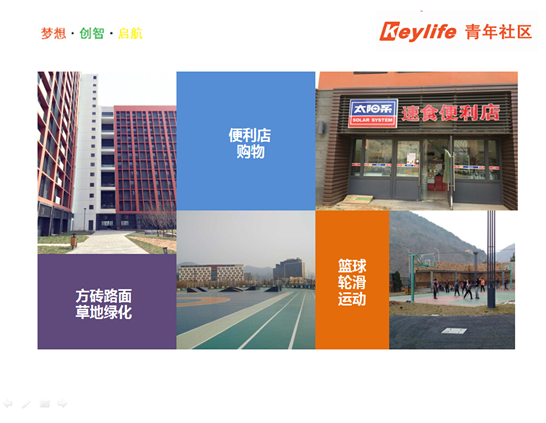 梦想·创智·启航
Keylife 青年社区
便利店
购物
太阳系
SOLAR SYSTEM
速食便利店
方砖路面
草地绿化
篮球
轮滑
运动